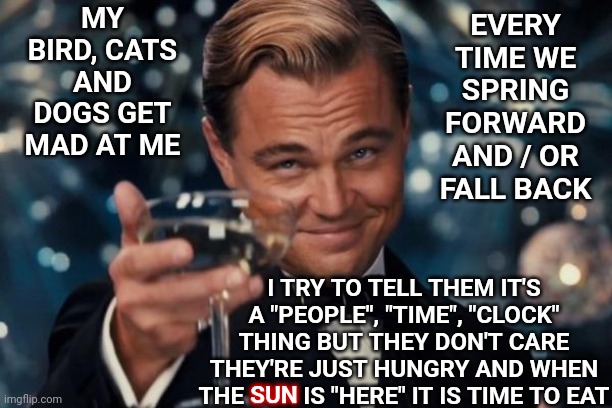 MY
BIRD, CATS
AND
DOGS GET
MAD AT ME
EVERY
TIME WE
SPRING
FORWARD
AND / OR
FALL BACK
I TRY TO TELL THEM IT'S
A "PEOPLE", "TIME", "CLOCK"
THING BUT THEY DON'T CARE
THEY'RE JUST HUNGRY AND WHEN
THE SUN IS "HERE" IT IS TIME TO EAT
imgflip.com